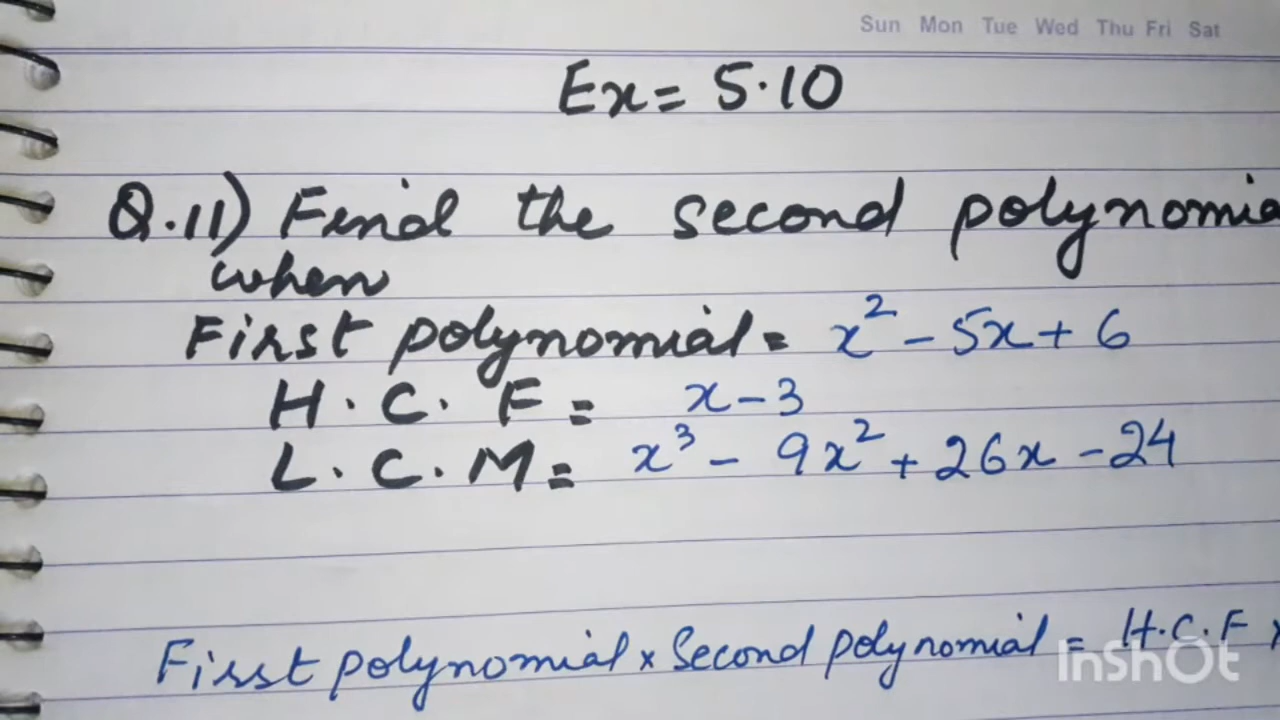 Sun Mon Tue Wed Thu Fri Sat
Ex = 5.10
Q.11) Find the second polynomia
when
First polynomial = x² - 5x + 6
H.C.F = x - 3
L.C.M = x³ - 9x² + 26x - 24
First polynomial × Second polynomial = H.C.F ×
InShOt